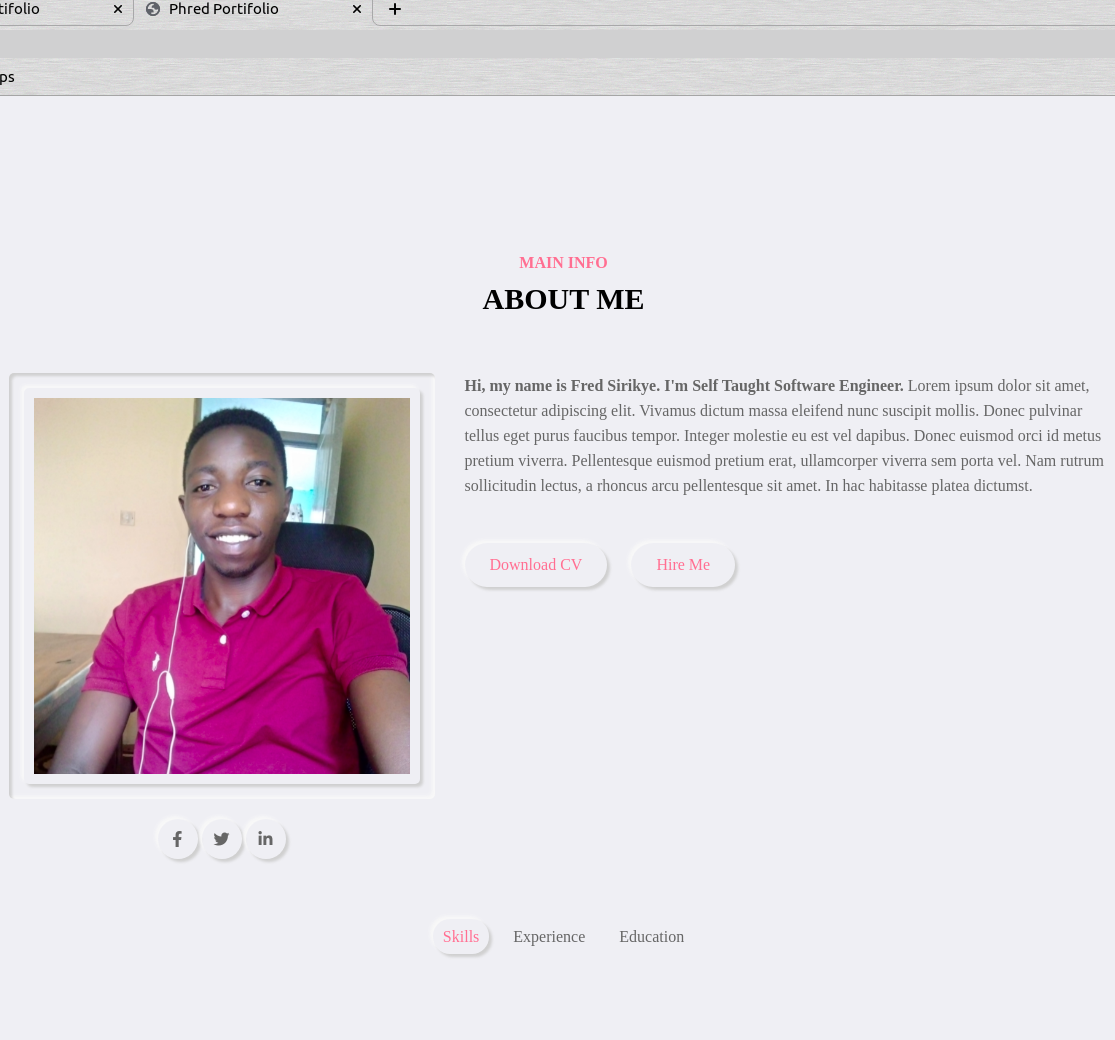 tifolio
Phred Portifolio
ps
MAIN INFO
ABOUT ME
Hi, my name is Fred Sirikye. I'm Self Taught Software Engineer. Lorem ipsum dolor sit amet,
consectetur adipiscing elit. Vivamus dictum massa eleifend nunc suscipit mollis. Donec pulvinar
tellus eget purus faucibus tempor. Integer molestie eu est vel dapibus. Donec euismod orci id metus
pretium viverra. Pellentesque euismod pretium erat, ullamcorper viverra sem porta vel. Nam rutrum
sollicitudin lectus, a rhoncus arcu pellentesque sit amet. In hac habitasse platea dictumst.
Download CV
Hire Me
Skills
Experience
Education